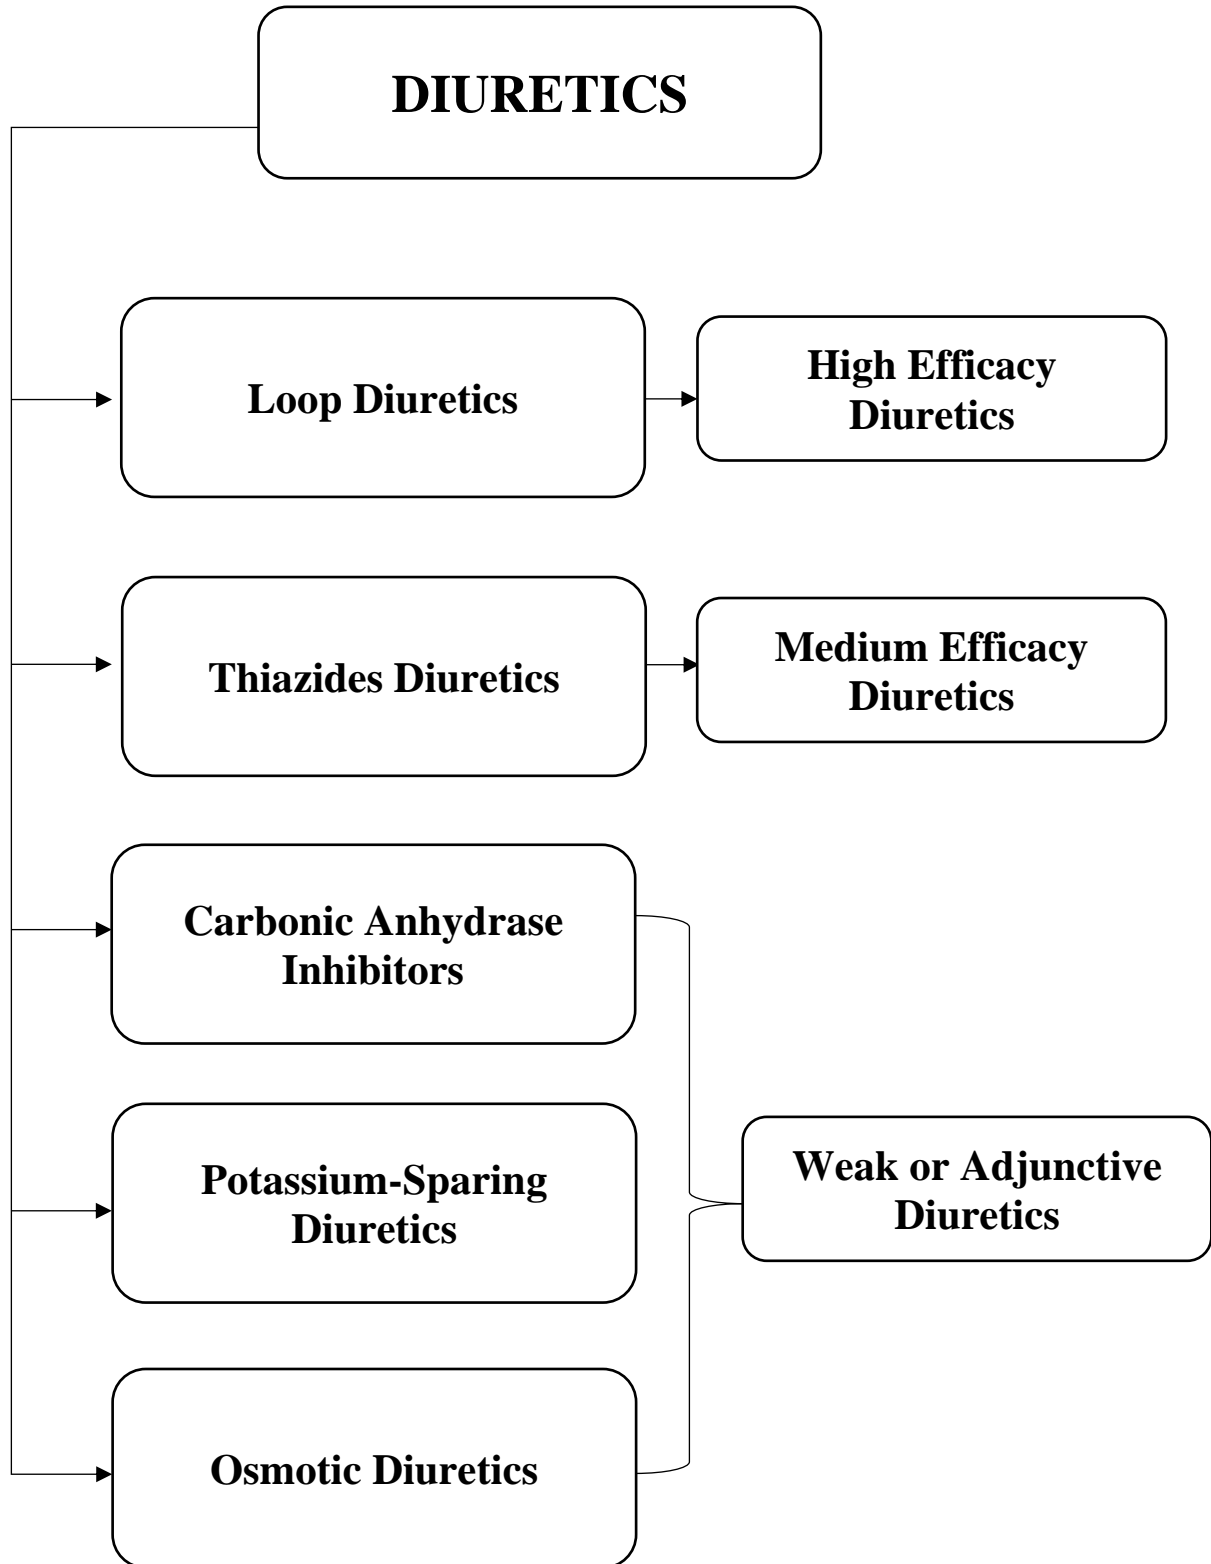 DIURETICS
Loop Diuretics
High Efficacy
Diuretics
Thiazides Diuretics
Medium Efficacy
Diuretics
Carbonic Anhydrase
Inhibitors
Potassium-Sparing
Diuretics
Weak or Adjunctive
Diuretics
Osmotic Diuretics